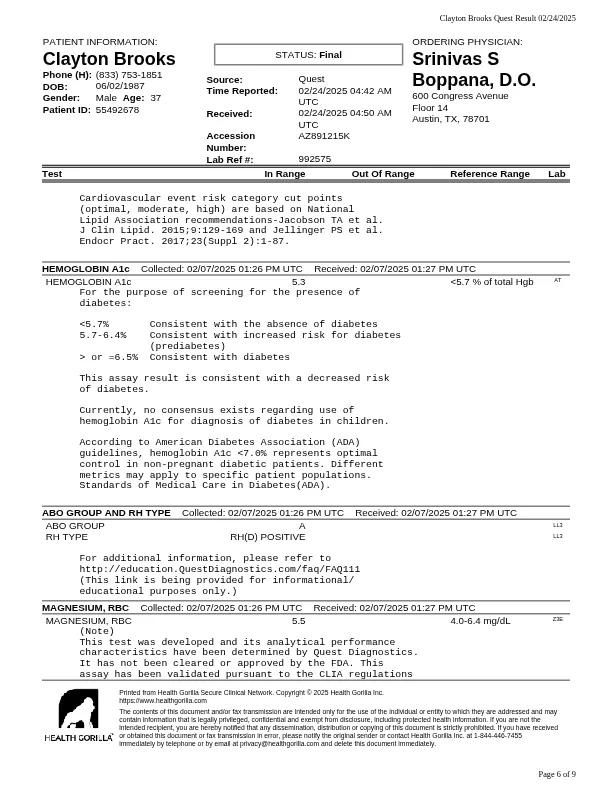 Clayton Brooks Quest Result 02/24/2025
PATIENT INFORMATION:
Clayton Brooks
Phone (H): (833) 753-1851
DOB: 06/02/1987
Gender: Male Age: 37
Patient ID: 55492678
STATUS: Final
Source: Quest
Time Reported: 02/24/2025 04:42 AM
UTC
Received: 02/24/2025 04:50 AM
UTC
Accession AZ891215K
Number:
Lab Ref #: 992575
ORDERING PHYSICIAN:
Srinivas S
Boppana, D.O.
600 Congress Avenue
Floor 14
Austin, TX, 78701
Test In Range Out Of Range Reference Range Lab
Cardiovascular event risk category cut points
(optimal, moderate, high) are based on National
Lipid Association recommendations-Jacobson TA et al.
J Clin Lipid. 2015;9:129-169 and Jellinger PS et al.
Endocr Pract. 2017;23(Suppl 2):1-87.
HEMOGLOBIN A1c Collected: 02/07/2025 01:26 PM UTC Received: 02/07/2025 01:27 PM UTC
HEMOGLOBIN A1c 5.3 <5.7 % of total Hgb AT
For the purpose of screening for the presence of
diabetes:
<5.7% Consistent with the absence of diabetes
5.7-6.4% Consistent with increased risk for diabetes
(prediabetes)
> or =6.5% Consistent with diabetes
This assay result is consistent with a decreased risk
of diabetes.
Currently, no consensus exists regarding use of
hemoglobin A1c for diagnosis of diabetes in children.
According to American Diabetes Association (ADA)
guidelines, hemoglobin A1c <7.0% represents optimal
control in non-pregnant diabetic patients. Different
metrics may apply to specific patient populations.
Standards of Medical Care in Diabetes(ADA).
ABO GROUP AND RH TYPE Collected: 02/07/2025 01:26 PM UTC Received: 02/07/2025 01:27 PM UTC
ABO GROUP A LL3
RH TYPE RH(D) POSITIVE LL3
For additional information, please refer to
http://education.QuestDiagnostics.com/faq/FAQ111
(This link is being provided for informational/
educational purposes only.)
MAGNESIUM, RBC Collected: 02/07/2025 01:26 PM UTC Received: 02/07/2025 01:27 PM UTC
MAGNESIUM, RBC 5.5 4.0-6.4 mg/dL Z3E
(Note)
This test was developed and its analytical performance
characteristics have been determined by Quest Diagnostics.
It has not been cleared or approved by the FDA. This
assay has been validated pursuant to the CLIA regulations
HEALTH GORILLA
Printed from Health Gorilla Secure Clinical Network. Copyright © 2025 Health Gorilla Inc.
https://www.healthgorilla.com
The contents of this document and/or fax transmission are intended only for the use of the individual or entity to which they are addressed and may
contain information that is legally privileged, confidential and exempt from disclosure, including protected health information. If you are not the
intended recipient, you are hereby notified that any dissemination, distribution or copying of this document is strictly prohibited. If you have received
or obtained this document or fax transmission in error, please notify the original sender or contact Health Gorilla Inc. at 1-844-446-7455
immediately by telephone or by email at privacy@healthgorilla.com and delete this document immediately.
Page 6 of 9